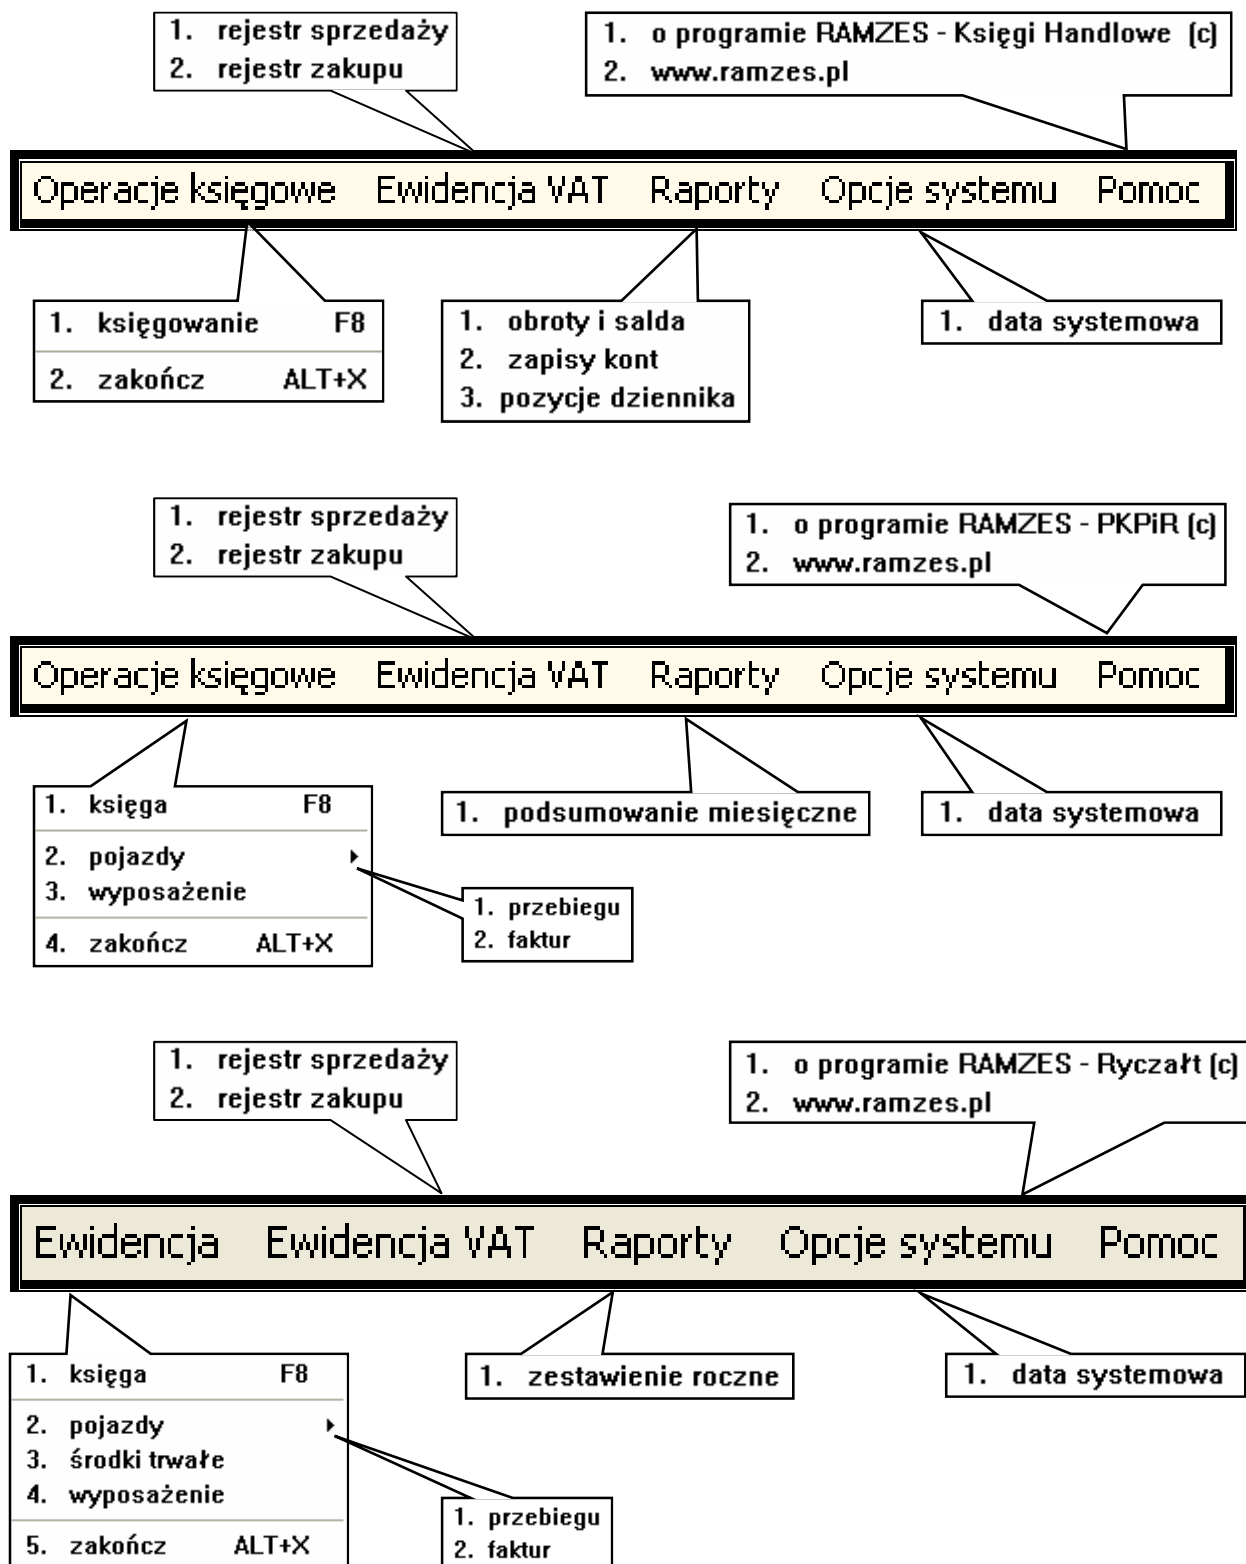 1. rejestr sprzedaży
2. rejestr zakupu
1. o programie RAMZES - Księgi Handlowe (c)
2. www.ramzes.pl
Operacje księgowe Ewidencja VAT Raporty Opcje systemu Pomoc
1. księgowanie F8
2. zakończ ALT+X
1. obroty i salda
2. zapisy kont
3. pozycje dziennika
1. data systemowa
1. rejestr sprzedaży
2. rejestr zakupu
1. o programie RAMZES - PKPiR (c)
2. www.ramzes.pl
Operacje księgowe Ewidencja VAT Raporty Opcje systemu Pomoc
1. księga F8
2. pojazdy
3. wyposażenie
4. zakończ ALT+X
1. przebiegu
2. faktur
1. podsumowanie miesięczne
1. data systemowa
1. rejestr sprzedaży
2. rejestr zakupu
1. o programie RAMZES - Ryczałt (c)
2. www.ramzes.pl
Ewidencja Ewidencja VAT Raporty Opcje systemu Pomoc
1. księga F8
2. pojazdy
3. środki trwałe
4. wyposażenie
5. zakończ ALT+X
1. przebiegu
2. faktur
1. zestawienie roczne
1. data systemowa